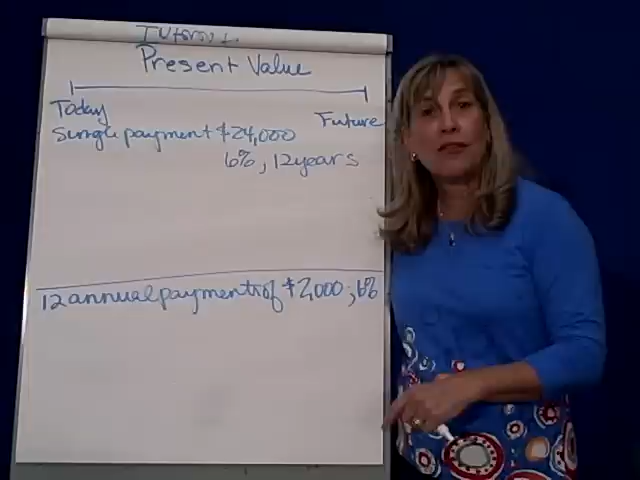 Present Value
Today
Future
Single payment $24,000
6%, 12 years
12 annual payments of $2,000, 6%